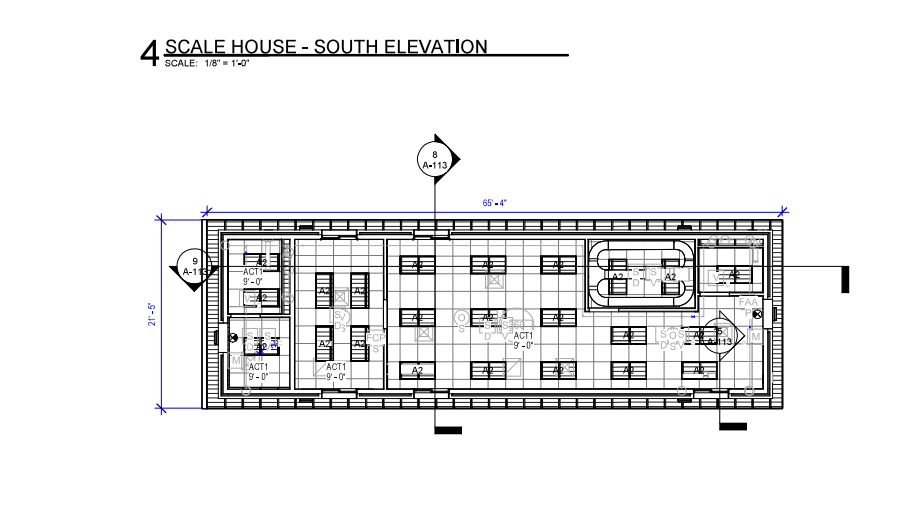 4 SCALE HOUSE - SOUTH ELEVATION
SCALE: 1/8" = 1'-0"
8
A-113
65' - 4"
21' - 5"
9
A-113
A2
ACT1
9' - 0"
A2
A2
M
ACT1
9' - 0"
A2 A2
A2 A2
ACT1
9' - 0"
FCP
S
A2 A2 A2
A2 A2 A2
ACT1
9' - 0"
A2 A2 A2 A2 A2
A2
A2 A2
A2
FAA
A-113
M